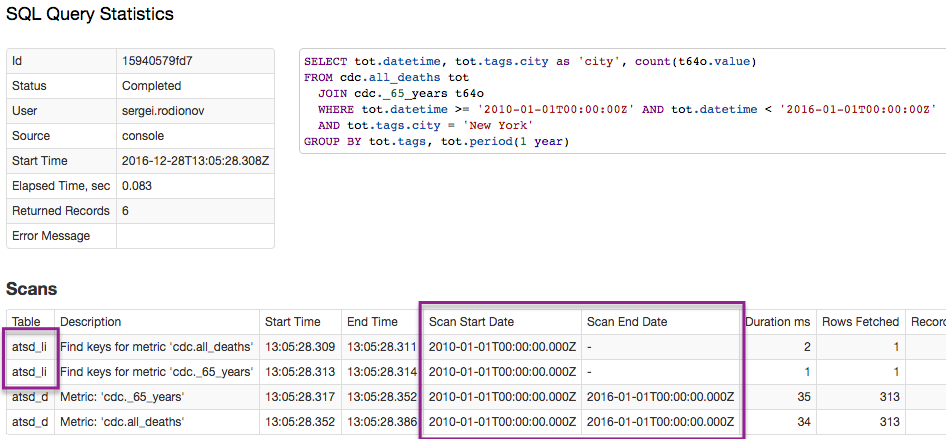 SQL Query Statistics
Id 15940579fd7
Status Completed
User sergei.rodionov
Source console
Start Time 2016-12-28T13:05:28.308Z
Elapsed Time, sec 0.083
Returned Records 6
Error Message
SELECT tot.datetime, tot.tags.city as 'city', count(t64o.value)
FROM cdc.all_deaths tot
JOIN cdc._65_years t64o
WHERE tot.datetime >= '2010-01-01T00:00:00Z' AND tot.datetime < '2016-01-01T00:00:00Z'
AND tot.tags.city = 'New York'
GROUP BY tot.tags, tot.period(1 year)
Scans
Table Description Start Time End Time Scan Start Date Scan End Date Duration ms Rows Fetched Recor
atsd_li Find keys for metric 'cdc.all_deaths' 13:05:28.309 13:05:28.311 2010-01-01T00:00:00.000Z - 2 1
atsd_li Find keys for metric 'cdc._65_years' 13:05:28.313 13:05:28.314 2010-01-01T00:00:00.000Z - 1 1
atsd_d Metric: 'cdc._65_years' 13:05:28.317 13:05:28.352 2010-01-01T00:00:00.000Z 2016-01-01T00:00:00.000Z 35 313
atsd_d Metric: 'cdc.all_deaths' 13:05:28.352 13:05:28.386 2010-01-01T00:00:00.000Z 2016-01-01T00:00:00.000Z 34 313